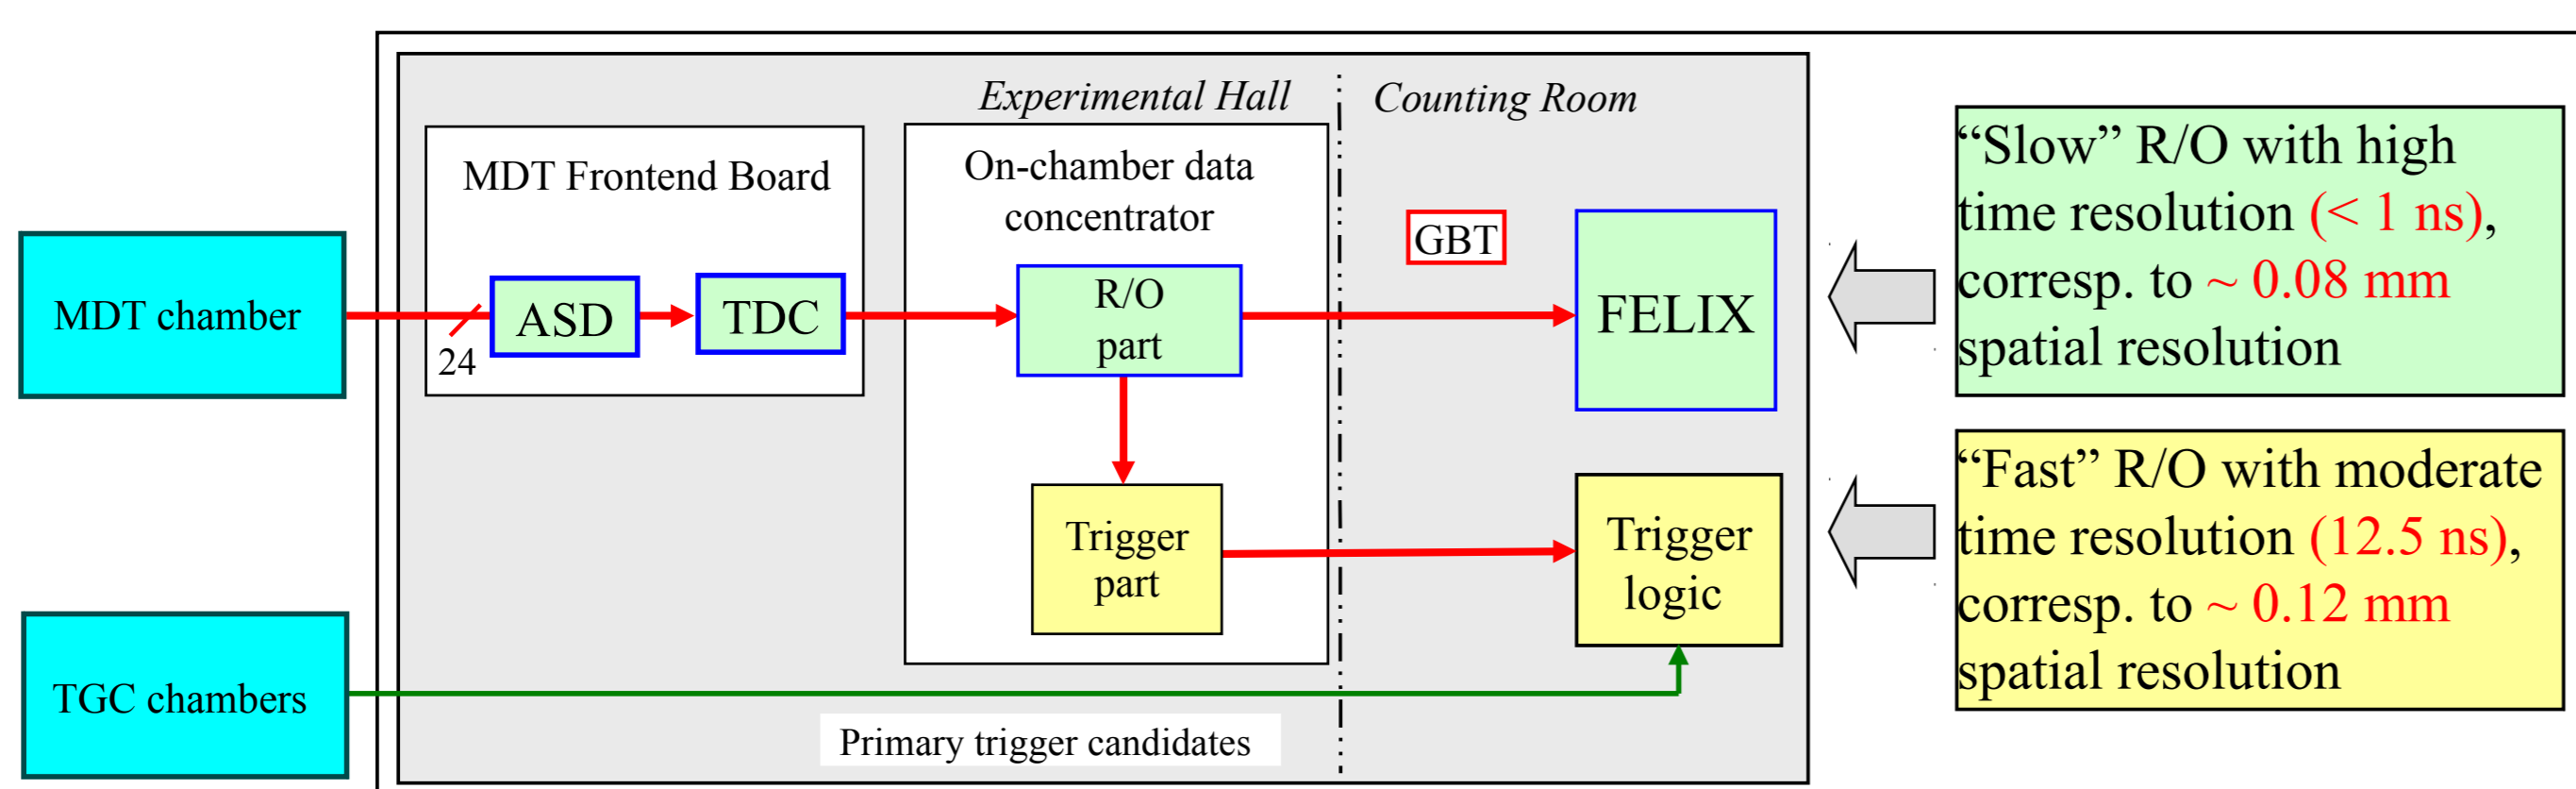 Experimental Hall
Counting Room
MDT Frontend Board
On-chamber data
concentrator
MDT chamber
24
ASD
TDC
R/O
part
GBT
FELIX
Trigger
part
Trigger
logic
TGC chambers
Primary trigger candidates
“Slow” R/O with high
time resolution (< 1 ns),
corresp. to ~ 0.08 mm
spatial resolution
“Fast” R/O with moderate
time resolution (12.5 ns),
corresp. to ~ 0.12 mm
spatial resolution